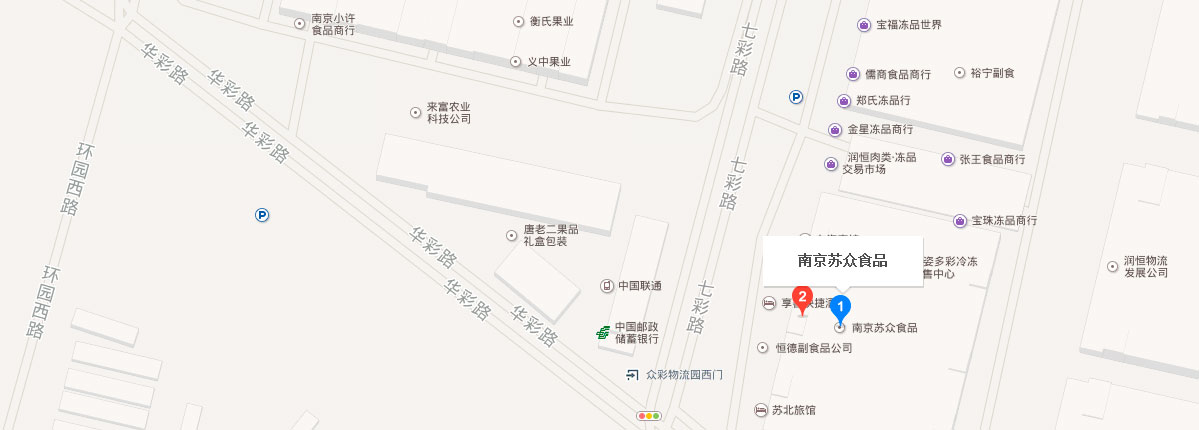 南京小许
食品商行
衡氏果业
义中果业
七彩路
宝福冻品世界
儒商食品商行
裕宁副食
郑氏冻品行
P
金星冻品商行
华彩路
华彩路
华彩路
来富农业
科技公司
润恒肉类·冻品
交易市场
张王食品商行
环园西路
七彩路
P
宝珠冻品商行
唐老二果品
礼盒包装
华彩路
南京苏众食品
姿多彩冷冻
售中心
润恒物流
发展公司
环园西路
中国联通
七彩路
华彩路
华彩路
2
1
中国邮政
储蓄银行
南京苏众食品
恒德副食品公司
众彩物流园西门
苏北旅馆